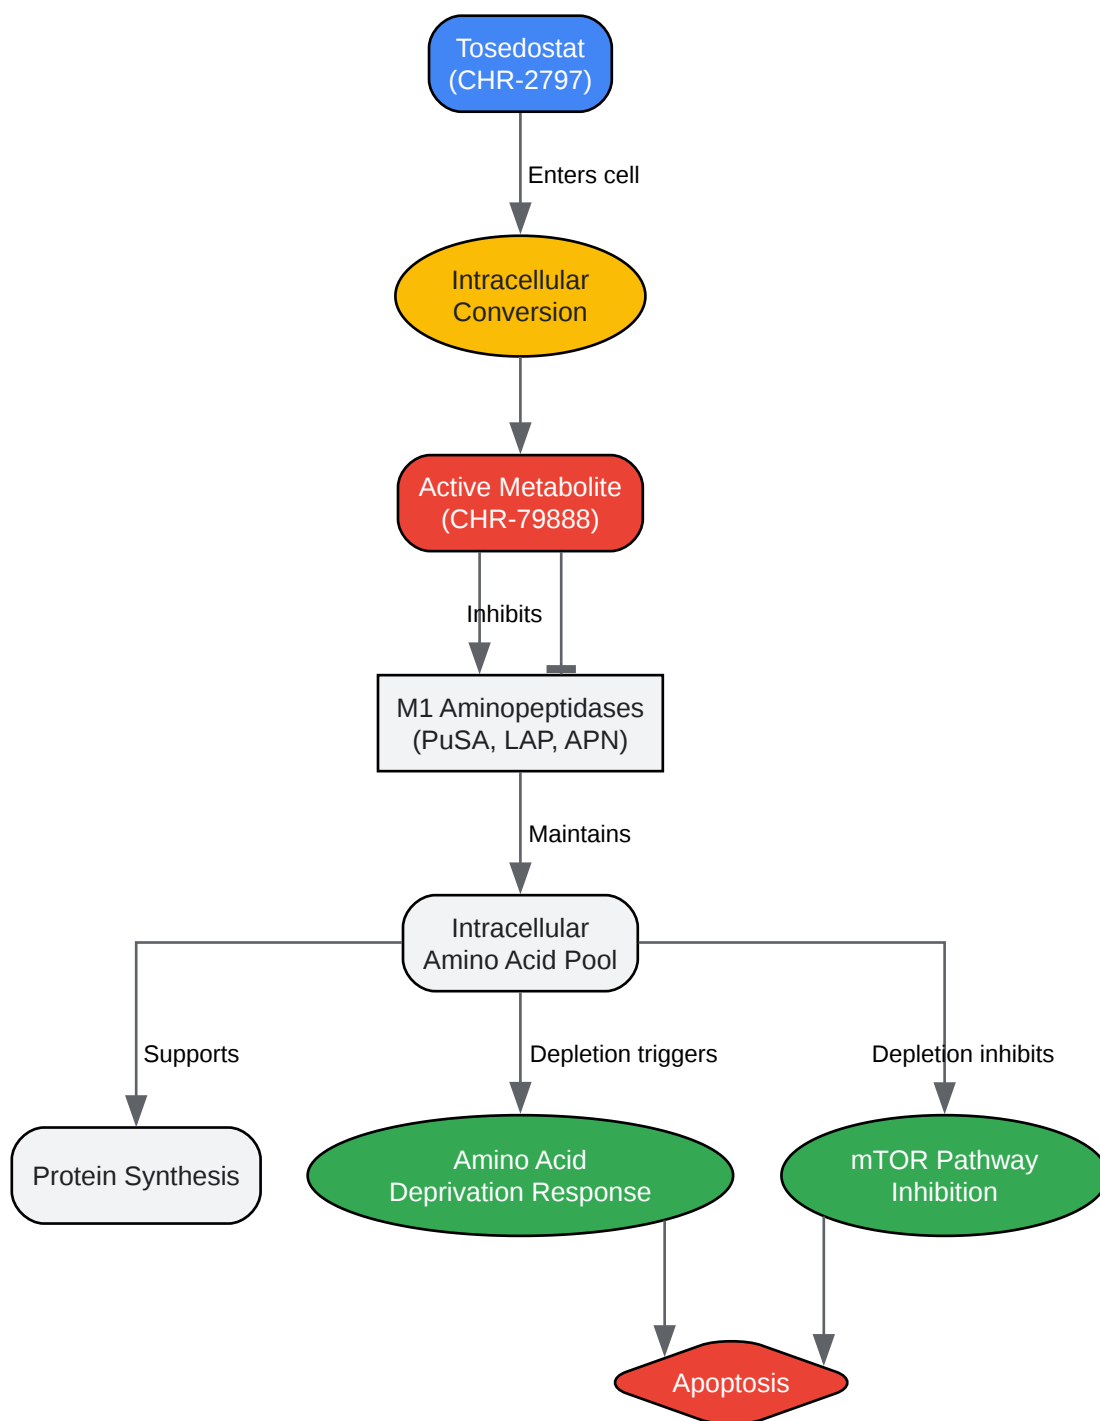 Tosedostat
(CHR-2797)
Enters cell
Intracellular
Conversion
Active Metabolite
(CHR-79888)
Inhibits
M1 Aminopeptidases
(PuSA, LAP, APN)
Maintains
Intracellular
Amino Acid Pool
Supports
Depletion triggers
Depletion inhibits
Protein Synthesis
Amino Acid
Deprivation Response
mTOR Pathway
Inhibition
Apoptosis